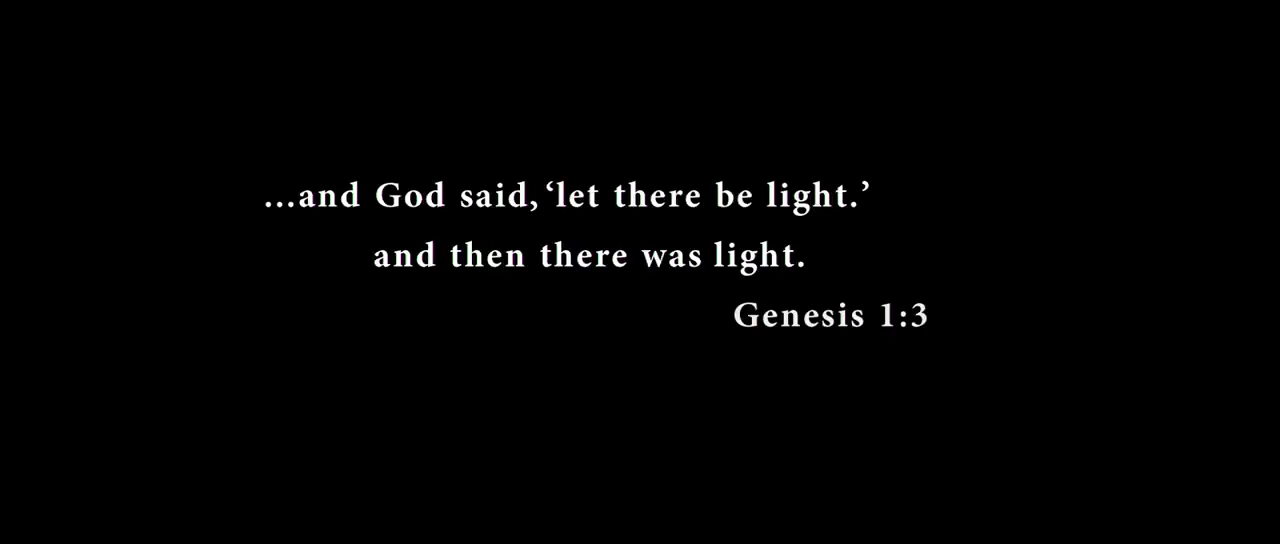 ...and God said, ‘let there be light.’
and then there was light.
Genesis 1:3